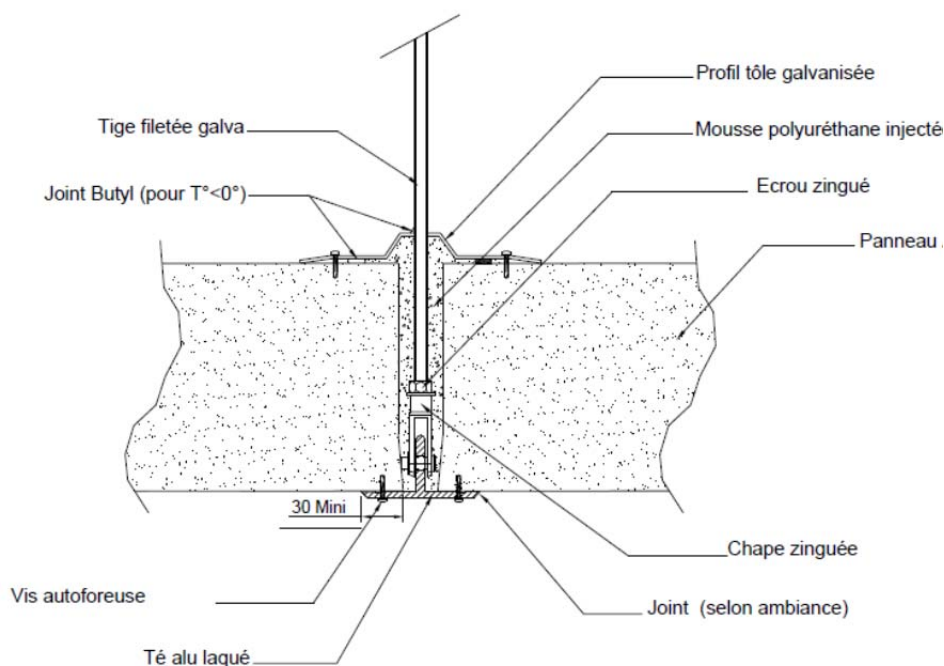 Profil tôle galvanisée
Tige filetée galva
Mousse polyuréthane injecté
Ecrou zingué
Joint Butyl (pour T°<0°)
Panneau
30 Mini
Chape zinguée
Vis autoforeuse
Joint (selon ambiance)
Té alu laqué